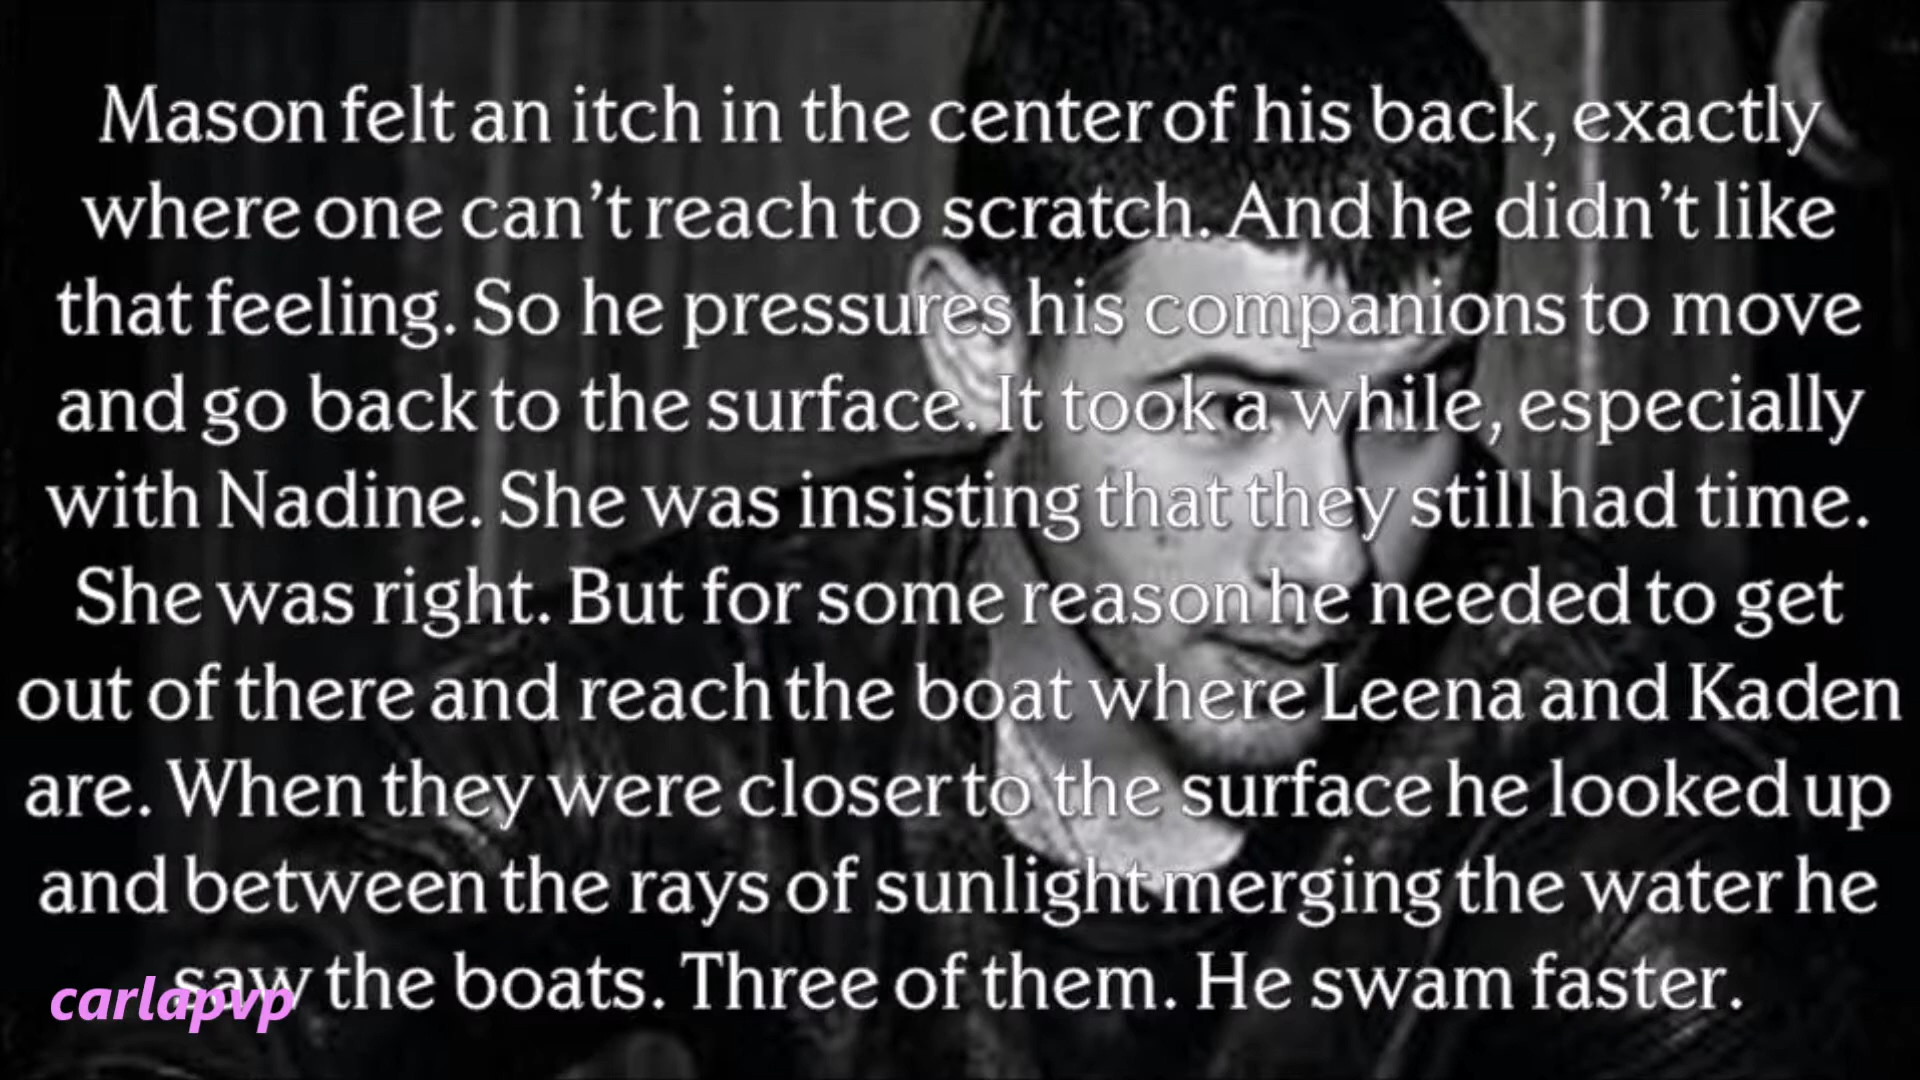 Mason felt an itch in the center of his back, exactly
where one can’t reach to scratch. And he didn’t like
that feeling. So he pressures his companions to move
and go back to the surface. It took a while, especially
with Nadine. She was insisting that they still had time.
She was right. But for some reason he needed to get
out of there and reach the boat where Leena and Kaden
are. When they were closer to the surface he looked up
and between the rays of sunlight merging the water he
saw the boats. Three of them. He swam faster.
carlapvp